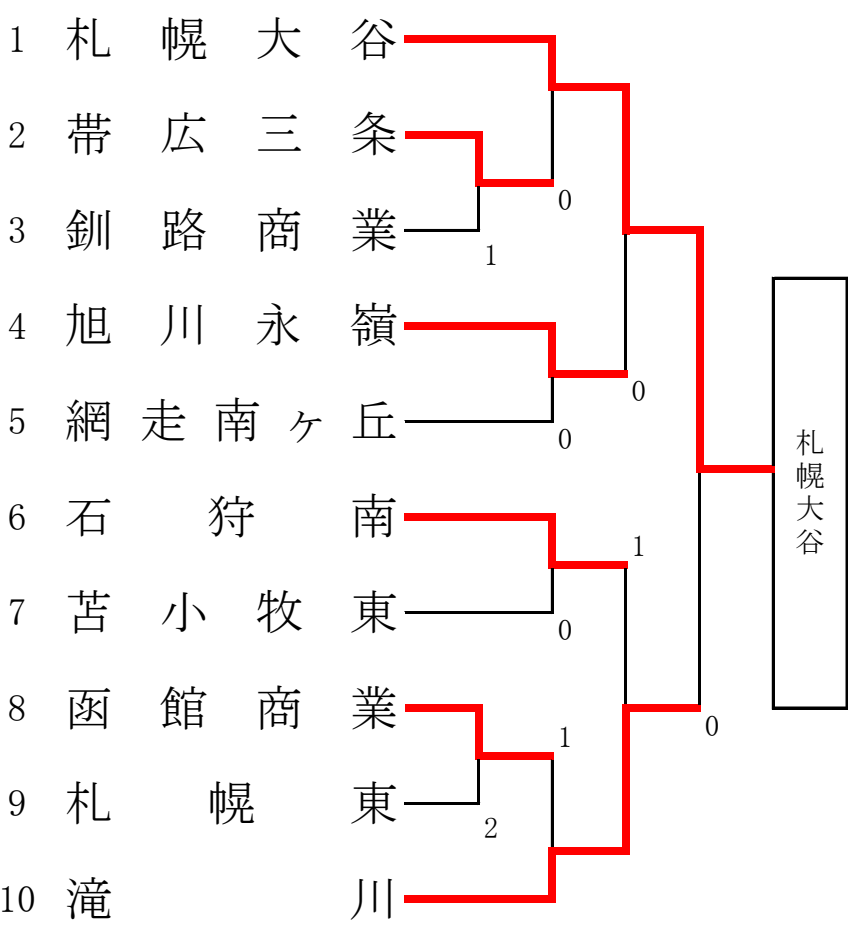 1 札幌大谷
2 帯広三条
0
3 釧路商業
1
4 旭川永嶺
0
5 網走南ヶ丘
0
札幌大谷
6 石狩南
1
7 苫小牧東
0
8 函館商業
0
1
9 札幌東
2
10 滝川